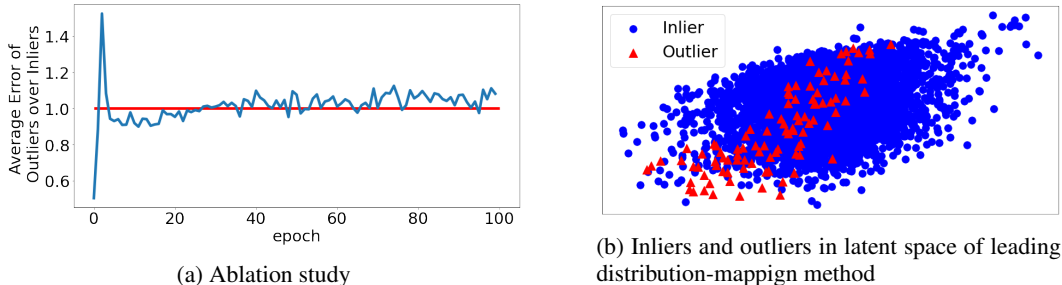 Average Error of
Outliers over Inliers
1.4
1.2
1.0
0.8
0.6
0
20
40
60
80
100
epoch
(a) Ablation study
Inlier
Outlier
(b) Inliers and outliers in latent space of leading
distribution-mappign method